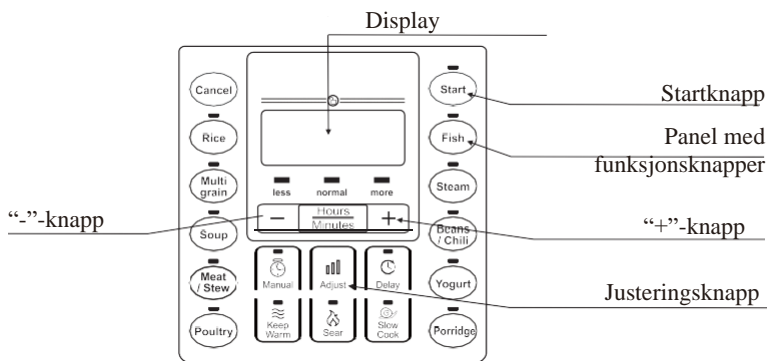 Display
Cancel
Start
Startknapp
Rice
Fish
Panel med
funksjonsknapper
Multi
grain
less normal more
Steam
“-”-knapp
Soup
−
Hours
Minutes
+
Beans
/ Chili
“+”-knapp
Meat
/ Stew
Manual
Adjust
Delay
Yogurt
Justeringsknapp
Poultry
Keep
Warm
Sear
Slow
Cook
Porridge